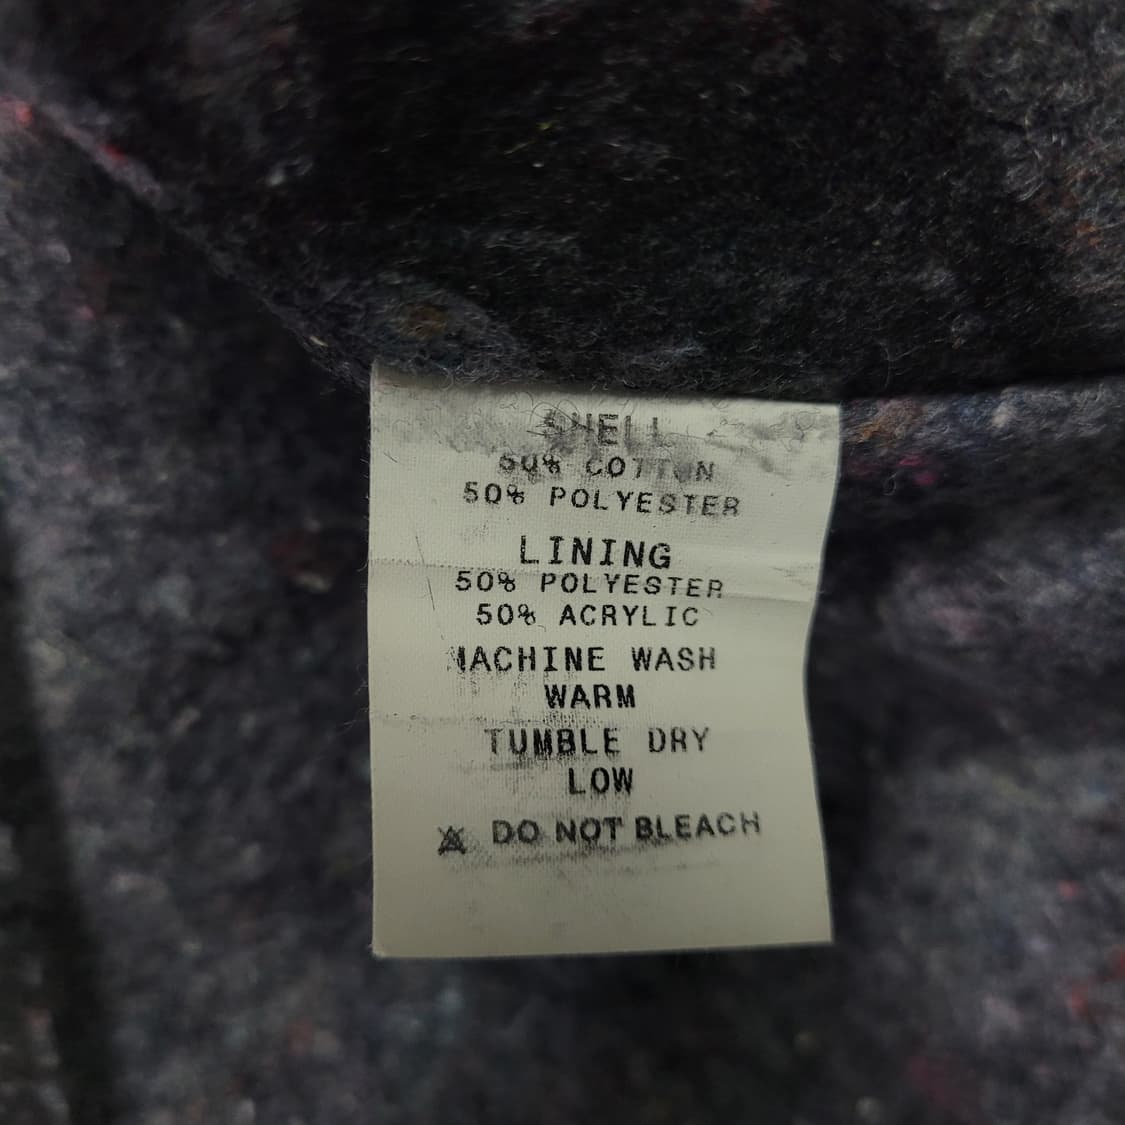 SHELL
50% COTTON
50% POLYESTER
LINING
50% POLYESTER
50% ACRYLIC
MACHINE WASH
WARM
TUMBLE DRY
LOW
DO NOT BLEACH